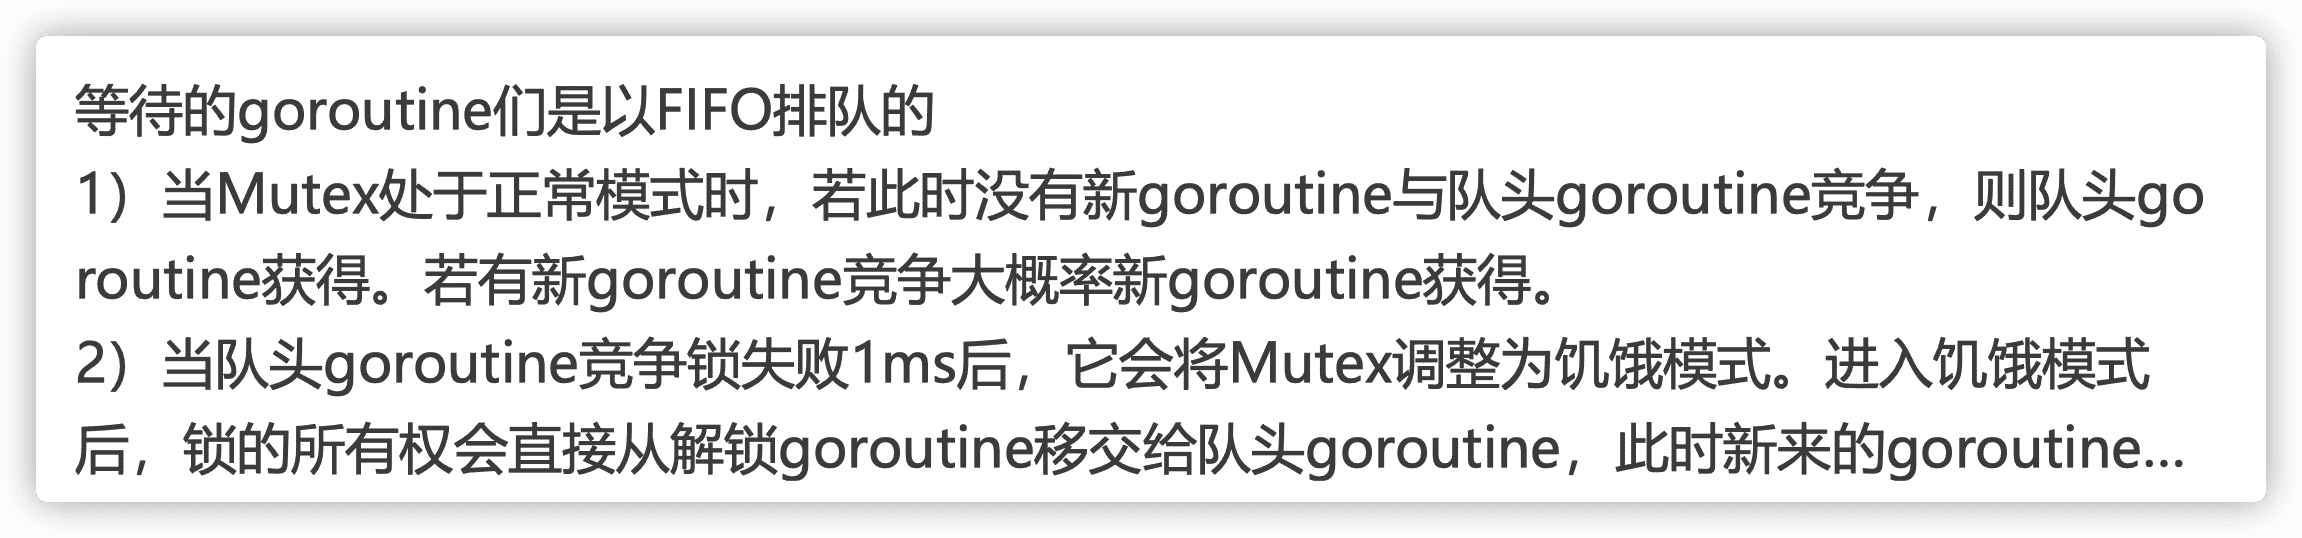 等待的goroutine们是以FIFO排队的
1）当Mutex处于正常模式时，若此时没有新goroutine与队头goroutine竞争，则队头go
routine获得。若有新goroutine竞争大概率新goroutine获得。
2）当队头goroutine竞争锁失败1ms后，它会将Mutex调整为饥饿模式。进入饥饿模式
后，锁的所有权会直接从解锁goroutine移交给队头goroutine，此时新来的goroutine...